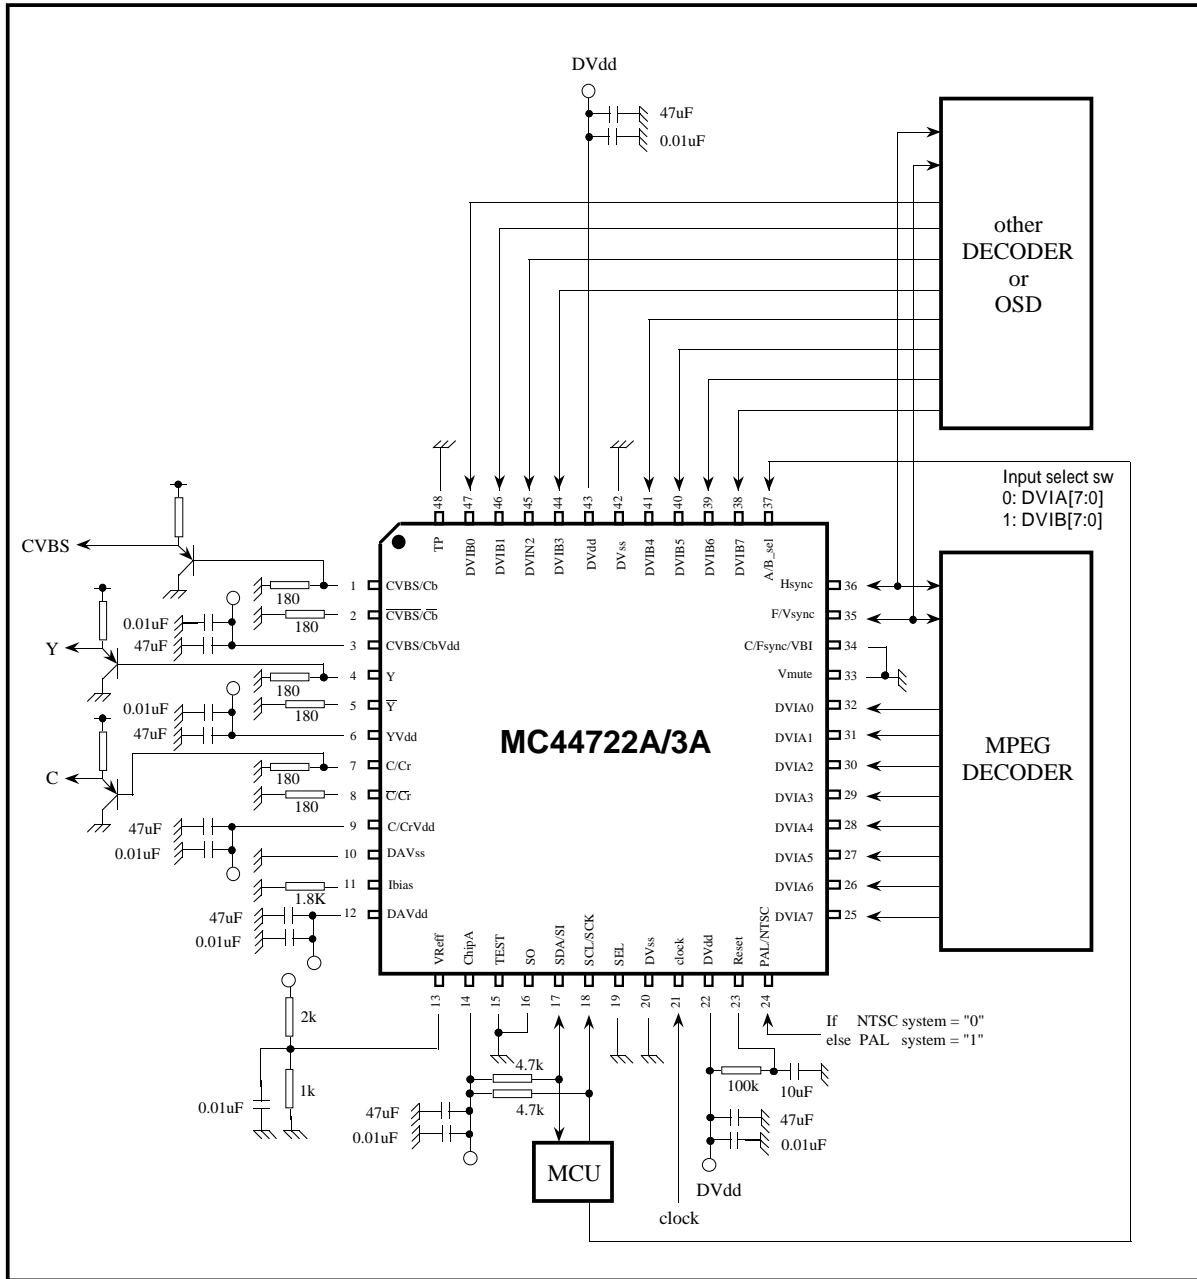 DVdd
47uF
0.01uF
other
DECODER
or
OSD
Input select sw
0: DVIA[7:0]
1: DVIB[7:0]
48
47
46
45
44
43
42
41
40
39
38
37
TP
DVIB0
DVIB1
DVIN2
DVIB3
DVdd
DVss
DVIB4
DVIB5
DVIB6
DVIB7
A/B_sel
CVBS
Y
C
180
180
0.01uF
47uF
180
180
0.01uF
47uF
180
180
47uF
0.01uF
1.8K
47uF
0.01uF
1 CVBS/Cb
2 CVBS/Cb
3 CVBS/CbVdd
4 Y
5 Y
6 YVdd
7 C/Cr
8 C/Cr
9 C/CrVdd
10 DAVss
11 Ibias
12 DAVdd
MC44722A/3A
Hsync 36
F/Vsync 35
C/Fsync/VBI 34
Vmute 33
DVIA0 32
DVIA1 31
DVIA2 30
DVIA3 29
DVIA4 28
DVIA5 27
DVIA6 26
DVIA7 25
MPEG
DECODER
VReff
ChipA
TEST
SO
SDA/SI
SCL/SCK
SEL
DVss
clock
DVdd
Reset
PAL/NTSC
13
14
15
16
17
18
19
20
21
22
23
24
If NTSC system = "0"
else PAL system = "1"
2k
1k
0.01uF
4.7k
4.7k
47uF
0.01uF
MCU
clock
100k
10uF
47uF
0.01uF
DVdd